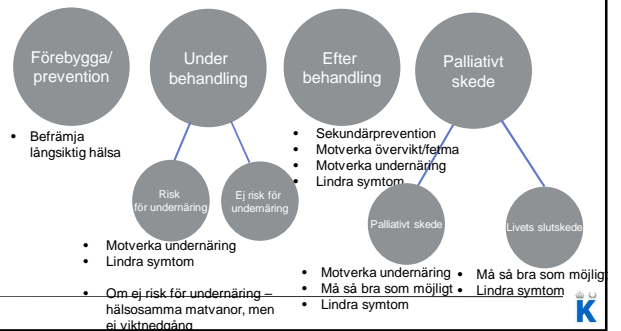 Förebygga/
prevention
Under
behandling
Efter
behandling
Palliativt
skede
• Befrämja
långsiktig hälsa
• Sekundärprevention
• Motverka övervikt/fetma
• Motverka undernäring
• Lindra symtom
Risk
för undernäring
Ej risk för
undernäring
Palliativt skede
Livets slutskede
• Motverka undernäring
• Lindra symtom
• Om ej risk för undernäring –
hälsosamma matvanor, men
ej viktnedgång
• Motverka undernäring
• Må så bra som möjligt
• Lindra symtom
• Må så bra som möjligt
• Lindra symtom
K